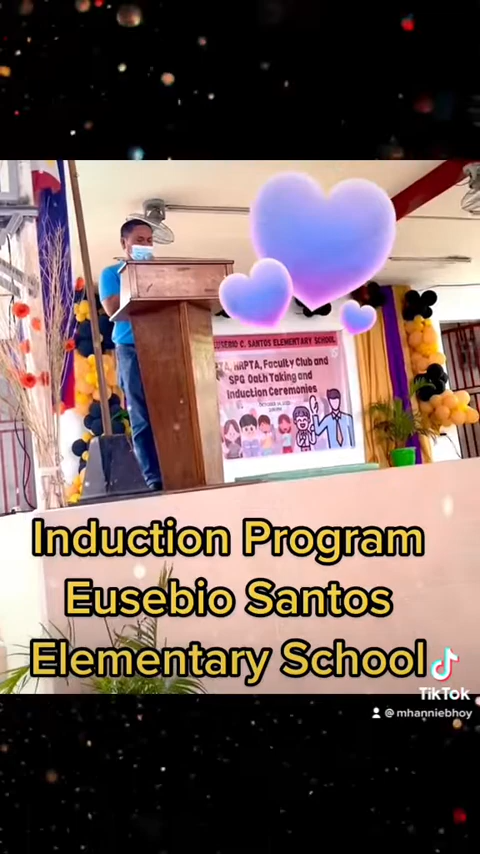 EUSEBIO C. SANTOS ELEMENTARY SCHOOL
HRPTA, Faculty Club and
SPG Oath Taking and
Induction Ceremonies
Induction Program
Eusebio Santos
Elementary School
TikTok
@mhanniebhoy